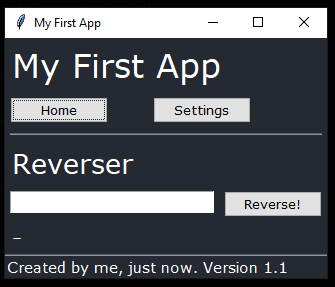 My First App
My First App
Home Settings
Reverser
Reverse!
_
Created by me, just now. Version 1.1